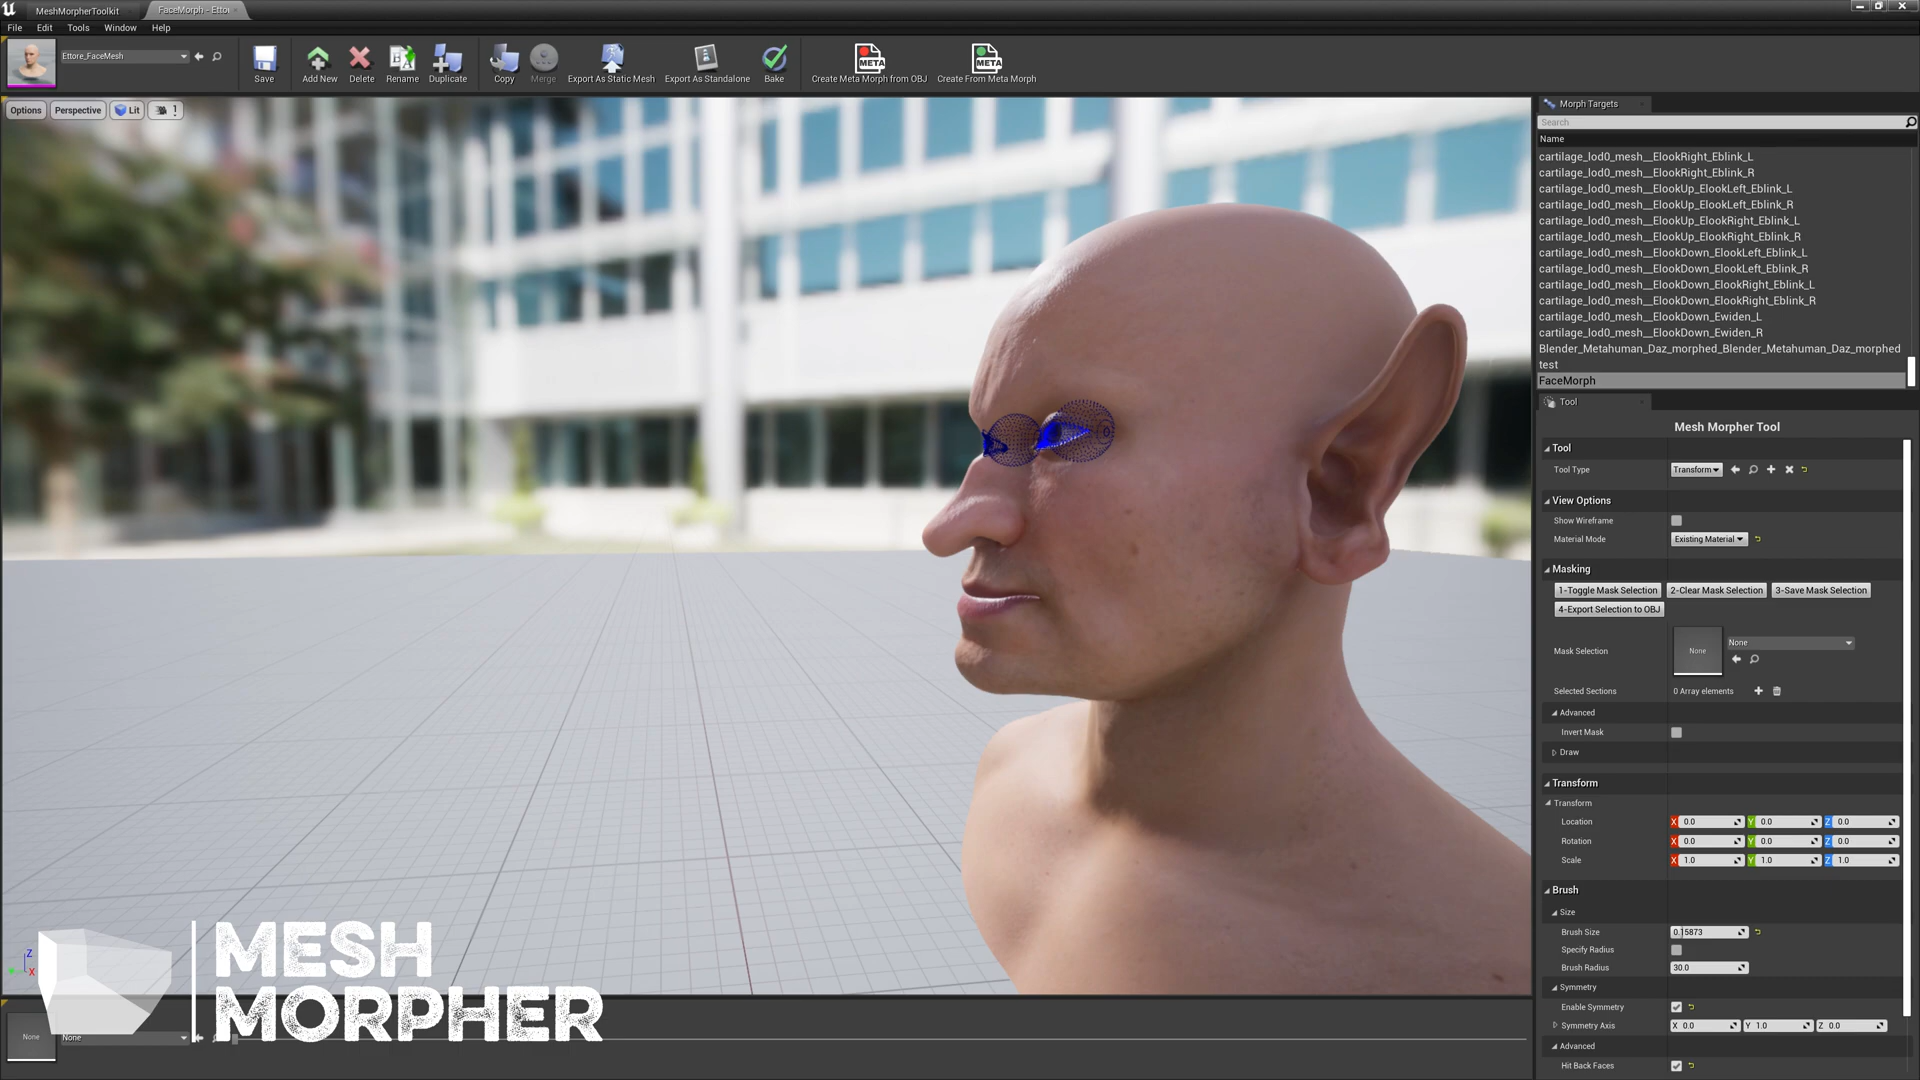 MeshMorpherToolkit
FaceMorph - Ettor
File Edit Tools Window Help
Ettore_FaceMesh
Save
Add New
Delete
Rename
Duplicate
Copy
Merge
Export As Static Mesh
Export As Standalone
Bake
META
Create Meta Morph from OBJ
META
Create From Meta Morph
Options
Perspective
Lit
1
Morph Targets
Search
Name
cartilage_lod0_mesh__ElookRight_Eblink_L
cartilage_lod0_mesh__ElookRight_Eblink_R
cartilage_lod0_mesh__ElookUp_ElookLeft_Eblink_L
cartilage_lod0_mesh__ElookUp_ElookLeft_Eblink_R
cartilage_lod0_mesh__ElookUp_ElookRight_Eblink_L
cartilage_lod0_mesh__ElookUp_ElookRight_Eblink_R
cartilage_lod0_mesh__ElookDown_ElookLeft_Eblink_L
cartilage_lod0_mesh__ElookDown_ElookLeft_Eblink_R
cartilage_lod0_mesh__ElookDown_ElookRight_Eblink_L
cartilage_lod0_mesh__ElookDown_ElookRight_Eblink_R
cartilage_lod0_mesh__ElookDown_Ewiden_L
cartilage_lod0_mesh__ElookDown_Ewiden_R
Blender_Metahuman_Daz_morphed_Blender_Metahuman_Daz_morphed
test
FaceMorph
Tool
Mesh Morpher Tool
Tool
Tool Type Transform
View Options
Show Wireframe
Material Mode Existing Material
Masking
1-Toggle Mask Selection 2-Clear Mask Selection 3-Save Mask Selection
4-Export Selection to OBJ
Mask Selection None None
Selected Sections 0 Array elements
Advanced
Invert Mask
Draw
Transform
Transform
Location X 0.0 Y 0.0 Z 0.0
Rotation X 0.0 Y 0.0 Z 0.0
Scale X 1.0 Y 1.0 Z 1.0
Brush
Size
Brush Size 0.15873
Specify Radius
Brush Radius 30.0
Symmetry
Enable Symmetry
Symmetry Axis X 0.0 Y 1.0 Z 0.0
Advanced
Hit Back Faces
Z
X
MESH
MORPHER
None
None